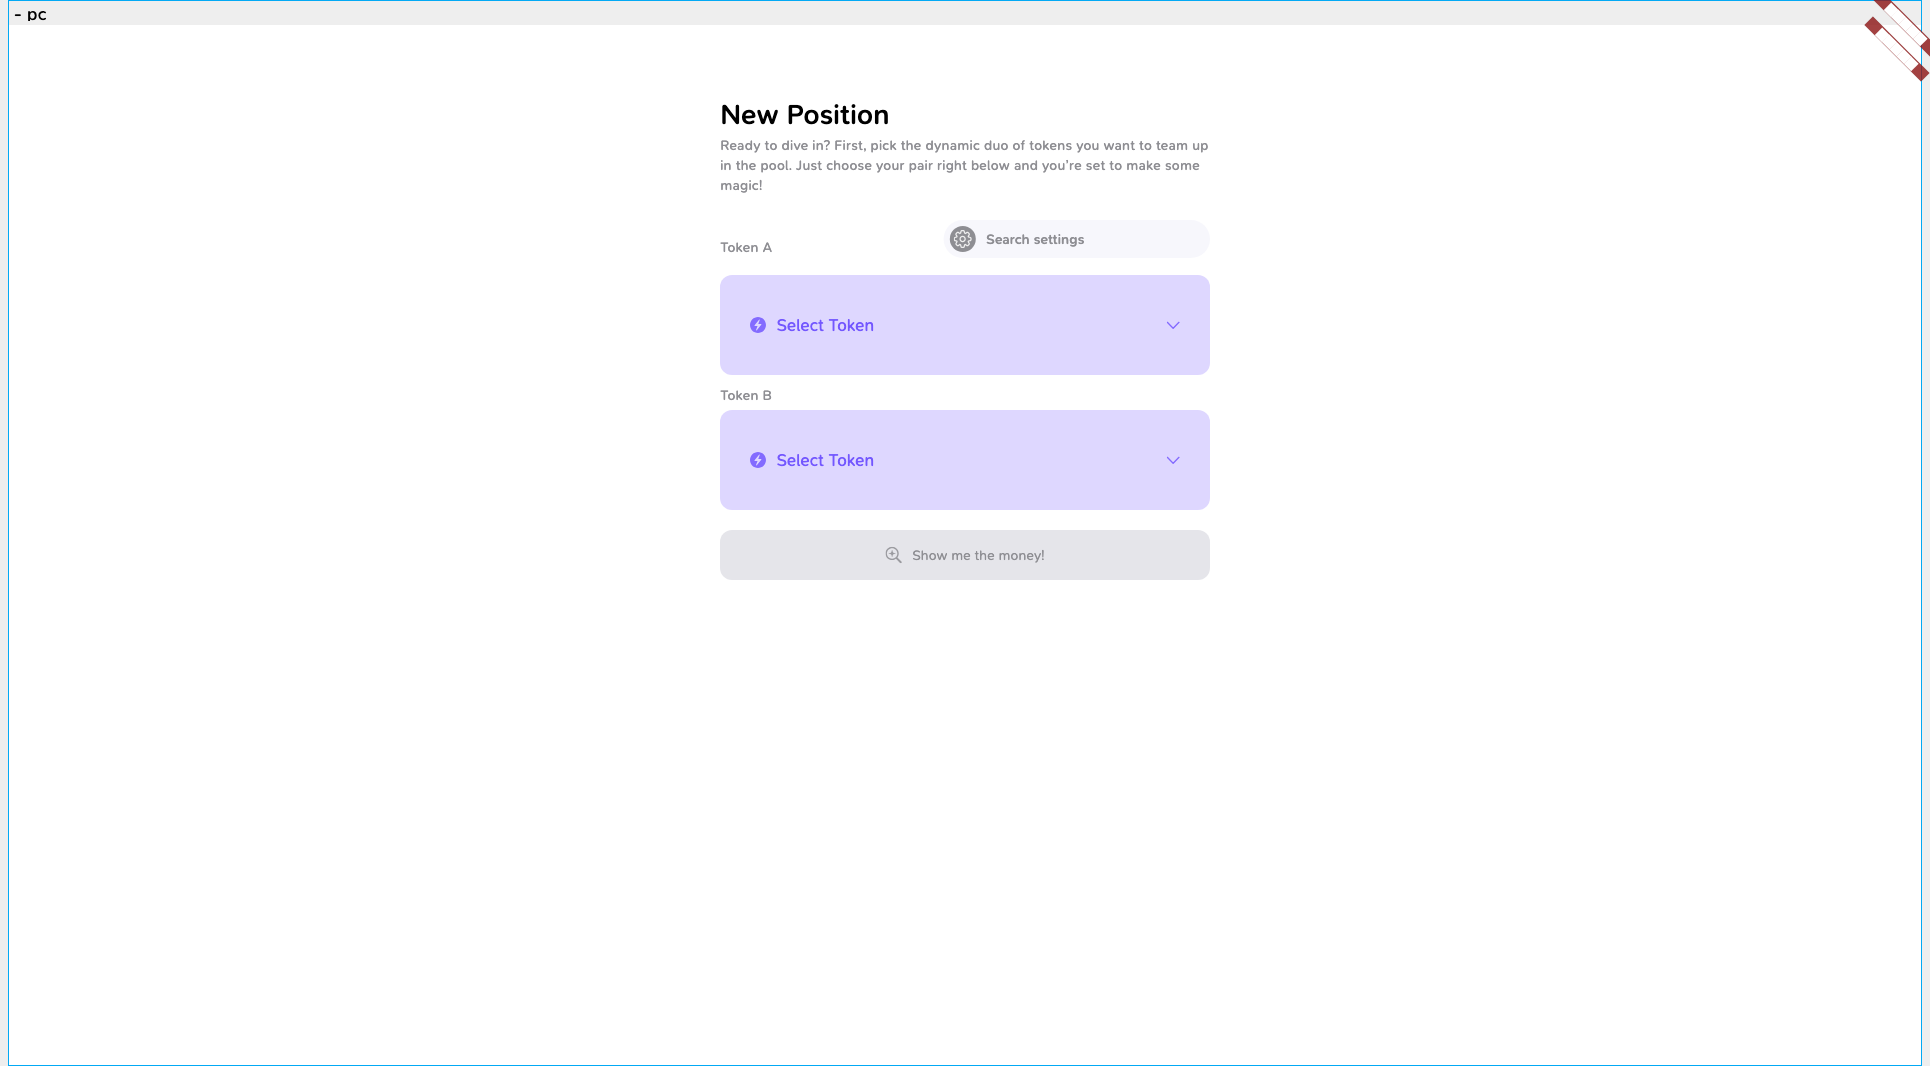 - pc
New Position
Ready to dive in? First, pick the dynamic duo of tokens you want to team up
in the pool. Just choose your pair right below and you're set to make some
magic!
Token A
Search settings
Select Token
Token B
Select Token
Show me the money!